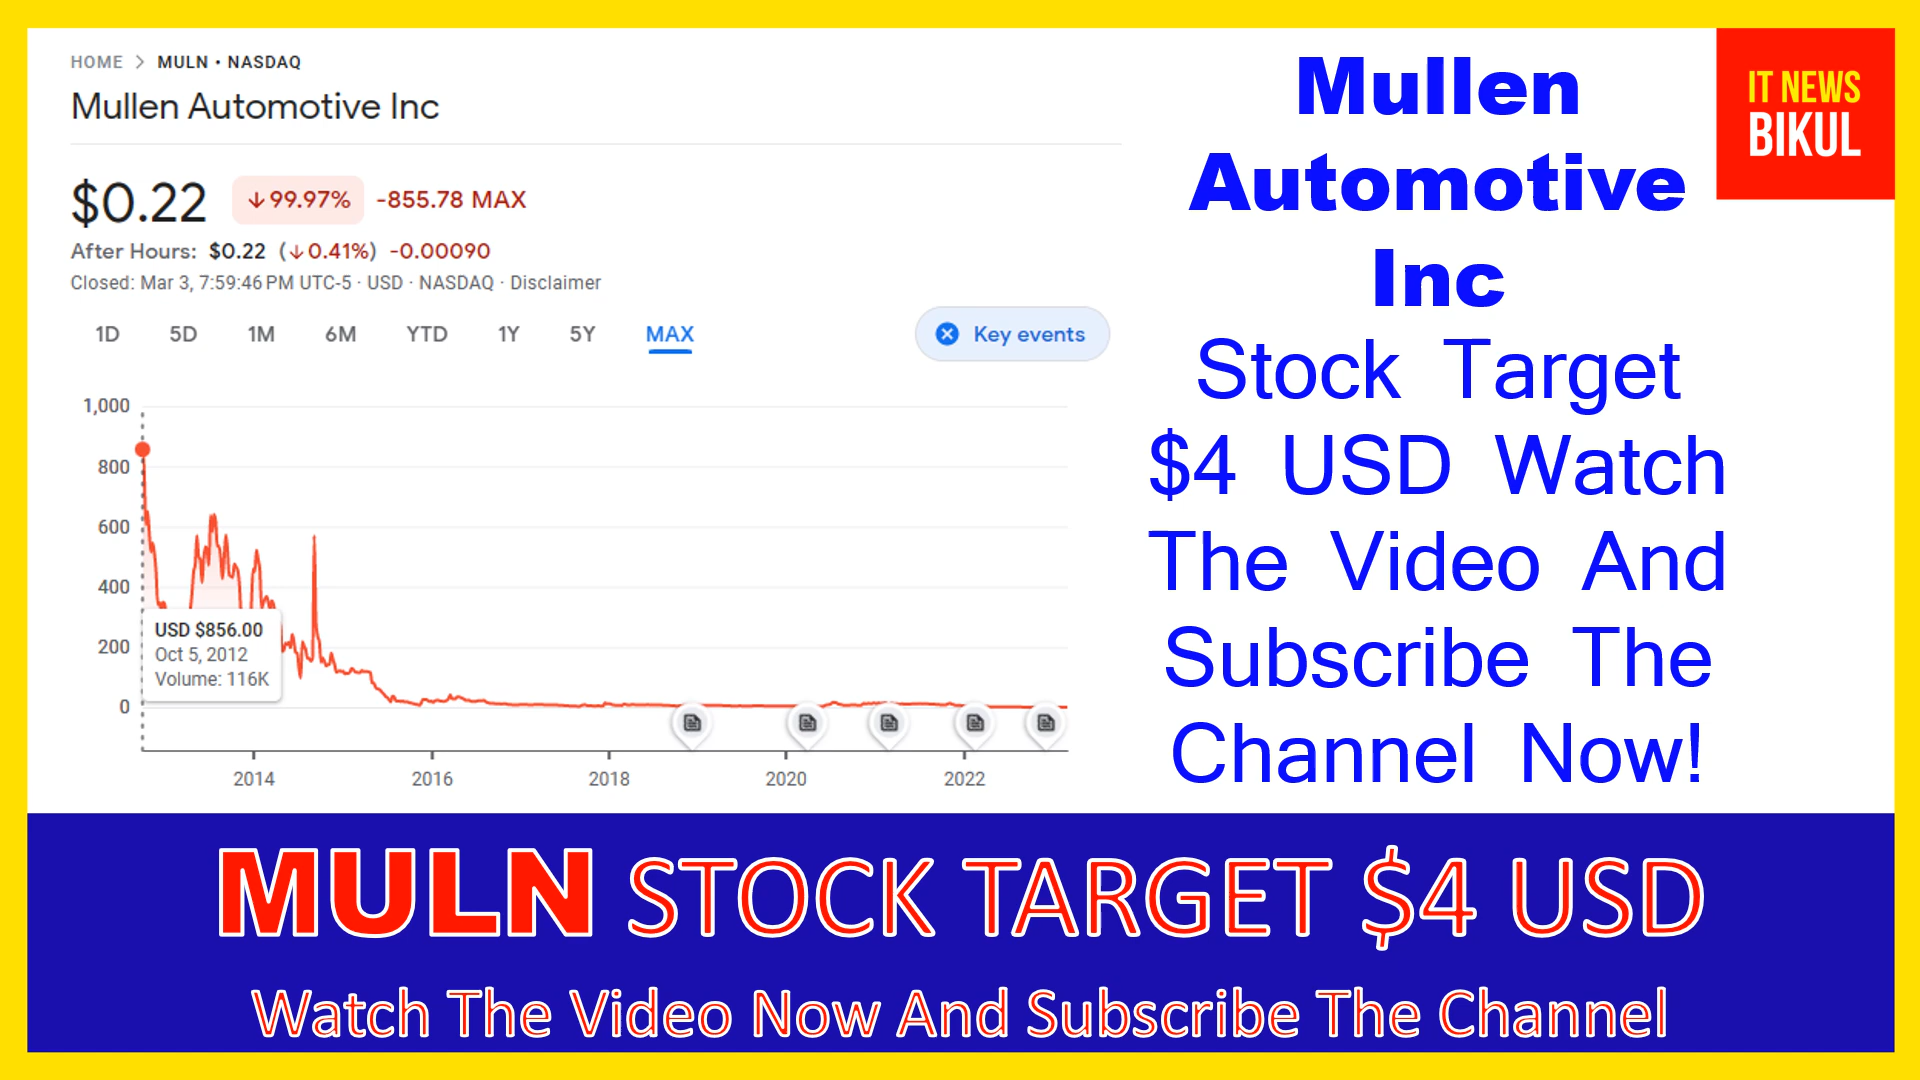 HOME > MULN • NASDAQ
Mullen Automotive Inc
$0.22 ↓99.97% -855.78 MAX
After Hours: $0.22 (↓0.41%) -0.00090
Closed: Mar 3, 7:59:46 PM UTC-5 · USD · NASDAQ · Disclaimer
1D 5D 1M 6M YTD 1Y 5Y MAX
Key events
1,000
800
600
400
200
0
USD $856.00
Oct 5, 2012
Volume: 116K
2014 2016 2018 2020 2022
Mullen
Automotive
Inc
Stock Target
$4 USD Watch
The Video And
Subscribe The
Channel Now!
IT NEWS
BIKUL
MULN STOCK TARGET $4 USD
Watch The Video Now And Subscribe The Channel